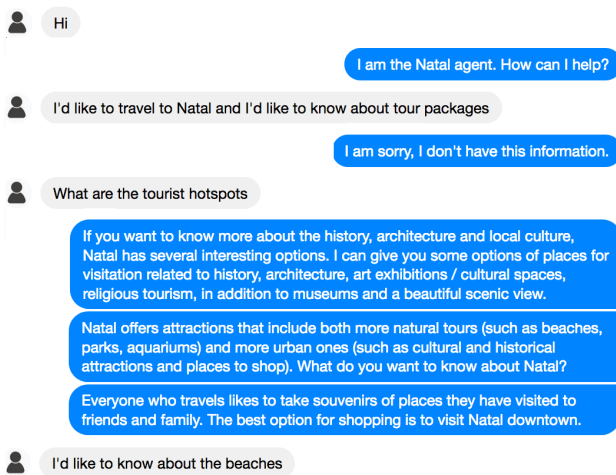 Hi
I am the Natal agent. How can I help?
I'd like to travel to Natal and I'd like to know about tour packages
I am sorry, I don't have this information.
What are the tourist hotspots
If you want to know more about the history, architecture and local culture,
Natal has several interesting options. I can give you some options of places for
visitation related to history, architecture, art exhibitions / cultural spaces,
religious tourism, in addition to museums and a beautiful scenic view.
Natal offers attractions that include both more natural tours (such as beaches,
parks, aquariums) and more urban ones (such as cultural and historical
attractions and places to shop). What do you want to know about Natal?
Everyone who travels likes to take souvenirs of places they have visited to
friends and family. The best option for shopping is to visit Natal downtown.
I'd like to know about the beaches